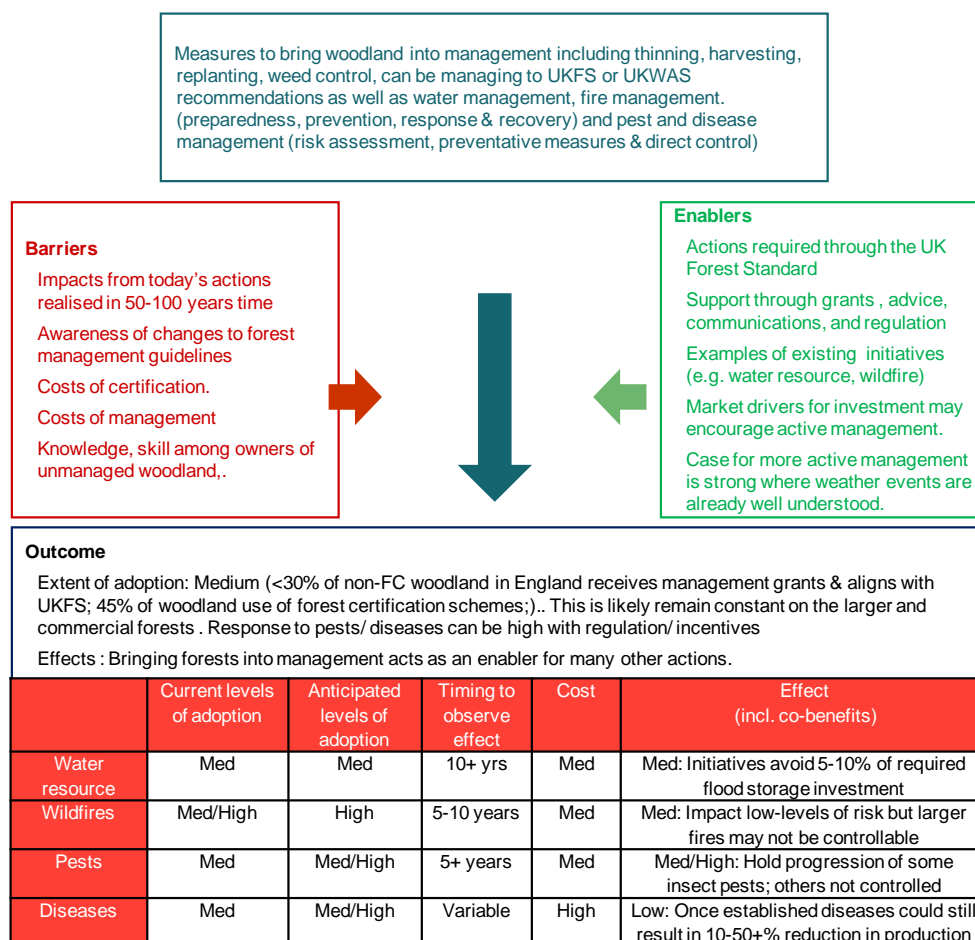 Measures to bring woodland into management including thinning, harvesting,
replanting, weed control, can be managing to UKFS or UKWAS
recommendations as well as water management, fire management.
(preparedness, prevention, response & recovery) and pest and disease
management (risk assessment, preventative measures & direct control)
Barriers
Impacts from today's actions
realised in 50-100 years time
Awareness of changes to forest
management guidelines
Costs of certification.
Costs of management
Knowledge, skill among owners of
unmanaged woodland,.
Enablers
Actions required through the UK
Forest Standard
Support through grants , advice,
communications, and regulation
Examples of existing initiatives
(e.g. water resource, wildfire)
Market drivers for investment may
encourage active management.
Case for more active management
is strong where weather events are
already well understood.
Outcome
Extent of adoption: Medium (<30% of non-FC woodland in England receives management grants & aligns with
UKFS; 45% of woodland use of forest certification schemes;).. This is likely remain constant on the larger and
commercial forests . Response to pests/ diseases can be high with regulation/ incentives
Effects : Bringing forests into management acts as an enabler for many other actions.
Current levels
of adoption
Anticipated
levels of
adoption
Timing to
observe
effect
Cost
Effect
(incl. co-benefits)
Water
resource
Med
Med
10+ yrs
Med
Med: Initiatives avoid 5-10% of required
flood storage investment
Wildfires
Med/High
High
5-10 years
Med
Med: Impact low-levels of risk but larger
fires may not be controllable
Pests
Med
Med/High
5+ years
Med
Med/High: Hold progression of some
insect pests; others not controlled
Diseases
Med
Med/High
Variable
High
Low: Once established diseases could still
result in 10-50+% reduction in production